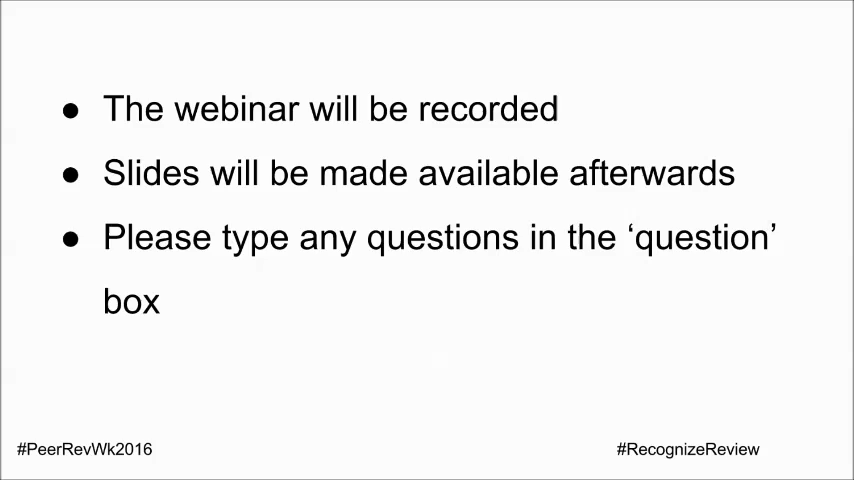 ● The webinar will be recorded
● Slides will be made available afterwards
● Please type any questions in the ‘question’
box
#PeerRevWk2016
#RecognizeReview